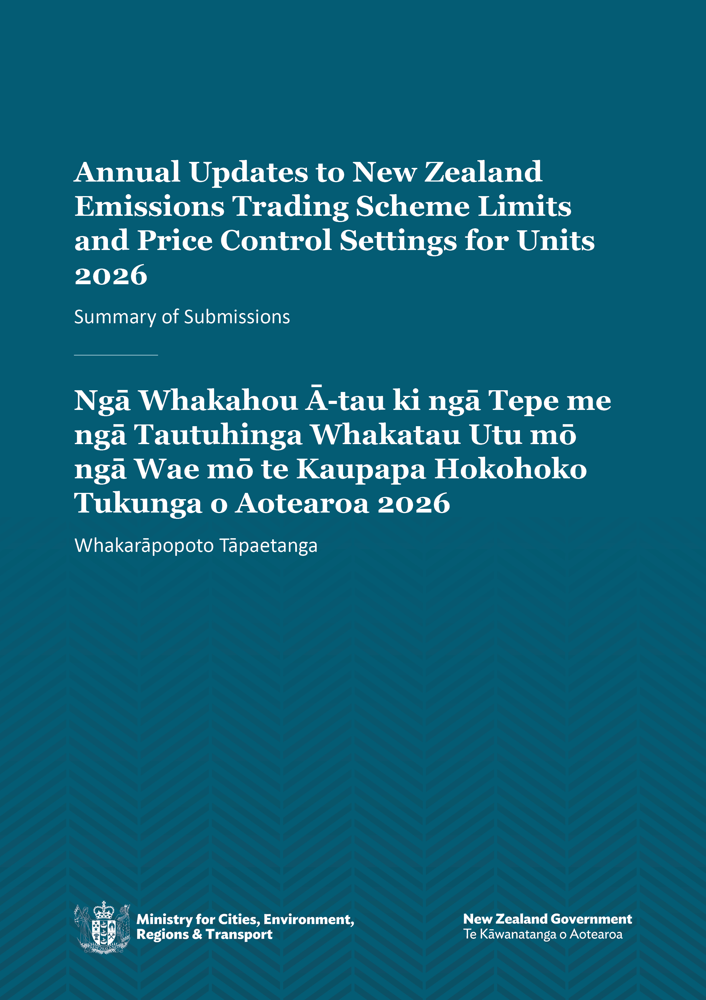 Annual Updates to New Zealand
Emissions Trading Scheme Limits
and Price Control Settings for Units
2026
Summary of Submissions
Ngā Whakahou Ā-tau ki ngā Tepe me
ngā Tautuhinga Whakatau Utu mō
ngā Wae mō te Kaupapa Hokohoko
Tukunga o Aotearoa 2026
Whakarāpopoto Tāpaetanga
NEW ZEALAND
Ministry for Cities, Environment,
Regions & Transport
New Zealand Government
Te Kāwanatanga o Aotearoa